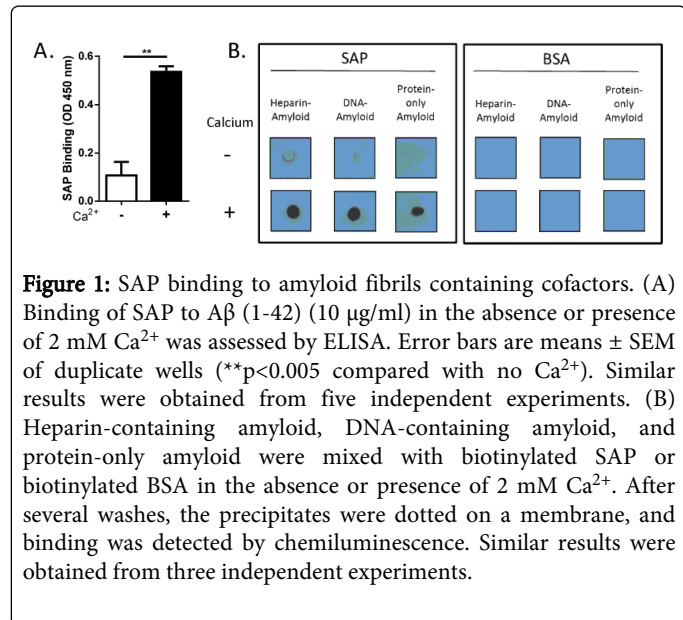 A.
**
0.6
0.4
0.2
0.0
SAP Binding (OD 450 nm)
Ca²⁺ - +
B.
SAP
Heparin-Amyloid
DNA-Amyloid
Protein-only Amyloid
Calcium
-
+
BSA
Heparin-Amyloid
DNA-Amyloid
Protein-only Amyloid
Figure 1: SAP binding to amyloid fibrils containing cofactors. (A)
Binding of SAP to Aβ (1-42) (10 μg/ml) in the absence or presence
of 2 mM Ca²⁺ was assessed by ELISA. Error bars are means ± SEM
of duplicate wells (**p<0.005 compared with no Ca²⁺). Similar
results were obtained from five independent experiments. (B)
Heparin-containing amyloid, DNA-containing amyloid, and
protein-only amyloid were mixed with biotinylated SAP or
biotinylated BSA in the absence or presence of 2 mM Ca²⁺. After
several washes, the precipitates were dotted on a membrane, and
binding was detected by chemiluminescence. Similar results were
obtained from three independent experiments.